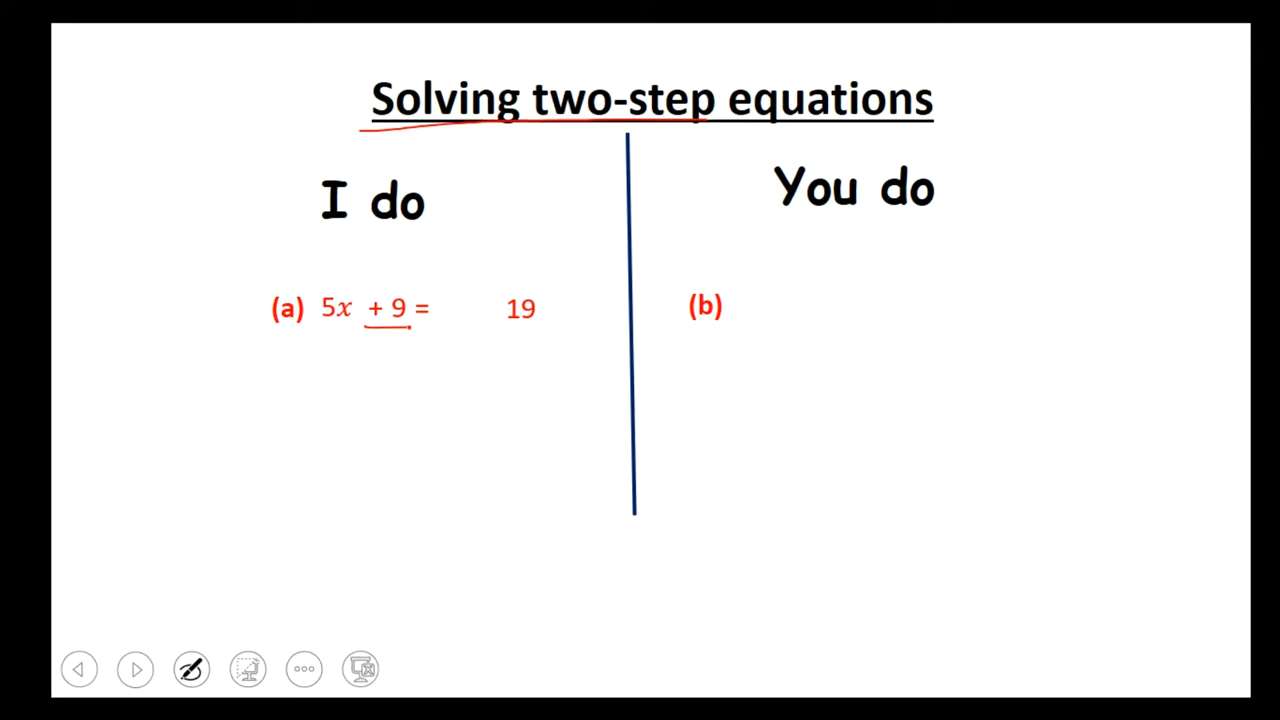 Solving two-step equations
I do
You do
(a) 5x + 9 = 19
(b)